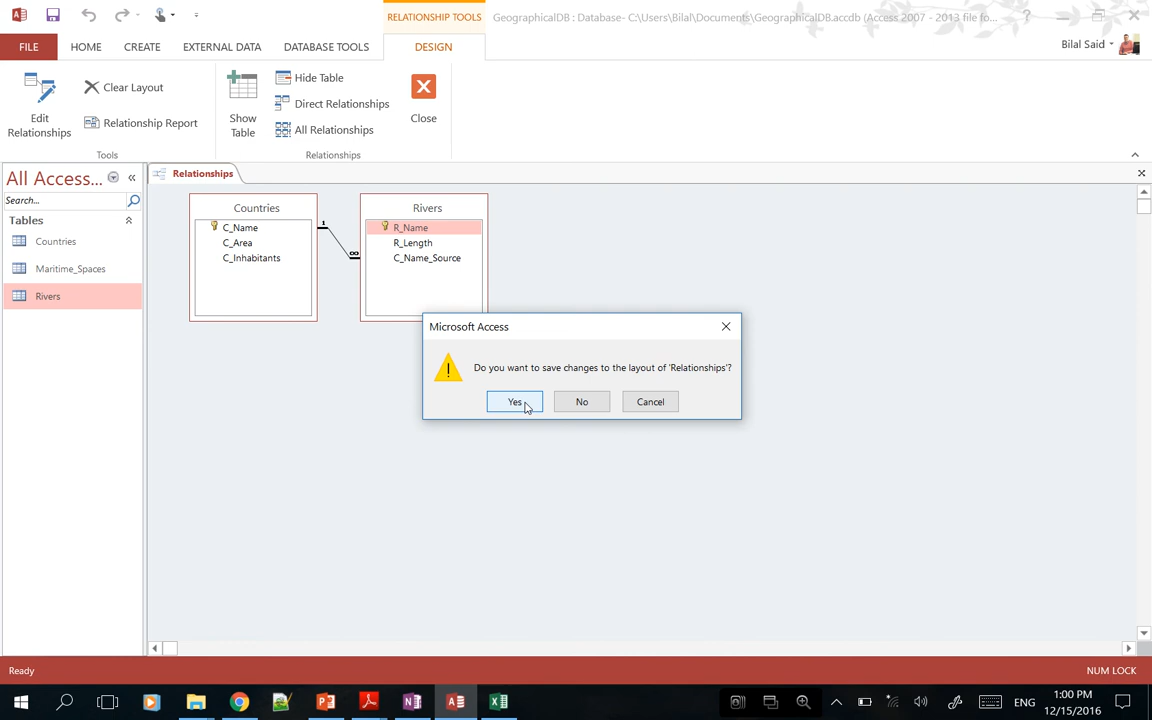 RELATIONSHIP TOOLS
GeographicalDB : Database- C:\Users\Bilal\Documents\GeographicalDB.accdb (Access 2007 - 2013 file fo...
?
FILE HOME CREATE EXTERNAL DATA DATABASE TOOLS DESIGN
Bilal Said
Edit Relationships
Clear Layout
Relationship Report
Tools
Show Table
Hide Table
Direct Relationships
All Relationships
Relationships
Close
All Access...
Search...
Tables
Countries
Maritime_Spaces
Rivers
Relationships
Countries
C_Name
C_Area
C_Inhabitants
1
∞
Rivers
R_Name
R_Length
C_Name_Source
Microsoft Access
Do you want to save changes to the layout of 'Relationships'?
Yes No Cancel
Ready
NUM LOCK
ENG
1:00 PM
12/15/2016